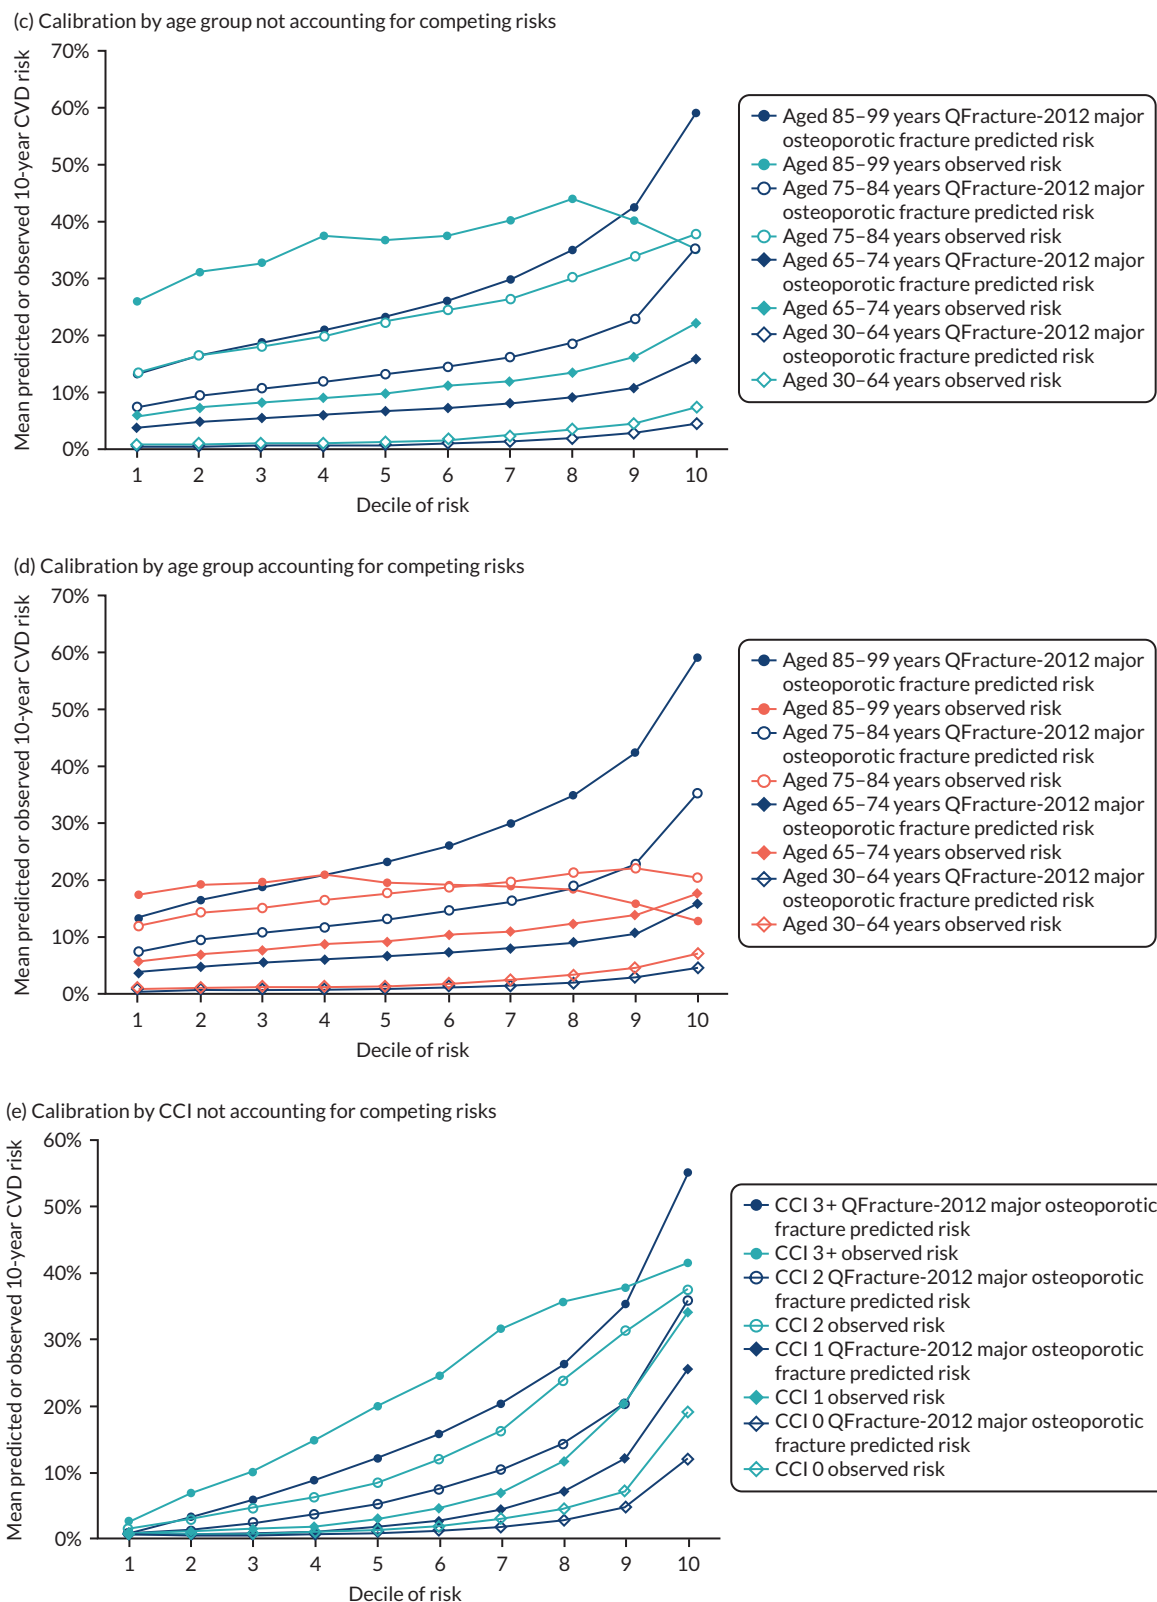 (c) Calibration by age group not accounting for competing risks
Mean predicted or observed 10-year CVD risk
70%
60%
50%
40%
30%
20%
10%
0%
1 2 3 4 5 6 7 8 9 10
Decile of risk
Aged 85–99 years QFracture-2012 major
osteoporotic fracture predicted risk
Aged 85–99 years observed risk
Aged 75–84 years QFracture-2012 major
osteoporotic fracture predicted risk
Aged 75–84 years observed risk
Aged 65–74 years QFracture-2012 major
osteoporotic fracture predicted risk
Aged 65–74 years observed risk
Aged 30–64 years QFracture-2012 major
osteoporotic fracture predicted risk
Aged 30–64 years observed risk
(d) Calibration by age group accounting for competing risks
Mean predicted or observed 10-year CVD risk
70%
60%
50%
40%
30%
20%
10%
0%
1 2 3 4 5 6 7 8 9 10
Decile of risk
Aged 85–99 years QFracture-2012 major
osteoporotic fracture predicted risk
Aged 85–99 years observed risk
Aged 75–84 years QFracture-2012 major
osteoporotic fracture predicted risk
Aged 75–84 years observed risk
Aged 65–74 years QFracture-2012 major
osteoporotic fracture predicted risk
Aged 65–74 years observed risk
Aged 30–64 years QFracture-2012 major
osteoporotic fracture predicted risk
Aged 30–64 years observed risk
(e) Calibration by CCI not accounting for competing risks
Mean predicted or observed 10-year CVD risk
60%
50%
40%
30%
20%
10%
0%
1 2 3 4 5 6 7 8 9 10
Decile of risk
CCI 3+ QFracture-2012 major osteoporotic
fracture predicted risk
CCI 3+ observed risk
CCI 2 QFracture-2012 major osteoporotic
fracture predicted risk
CCI 2 observed risk
CCI 1 QFracture-2012 major osteoporotic
fracture predicted risk
CCI 1 observed risk
CCI 0 QFracture-2012 major osteoporotic
fracture predicted risk
CCI 0 observed risk